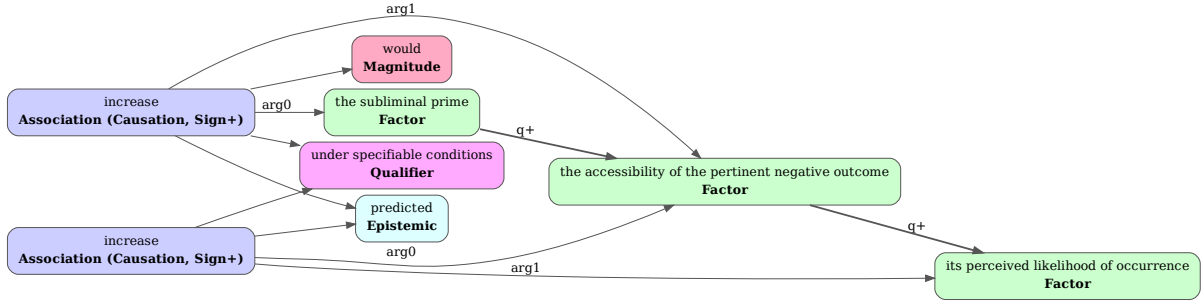 arg1
would
Magnitude
increase
Association (Causation, Sign+)
arg0
the subliminal prime
Factor
q+
under specifiable conditions
Qualifier
the accessibility of the pertinent negative outcome
Factor
predicted
Epistemic
increase
Association (Causation, Sign+)
arg0
arg1
q+
its perceived likelihood of occurrence
Factor